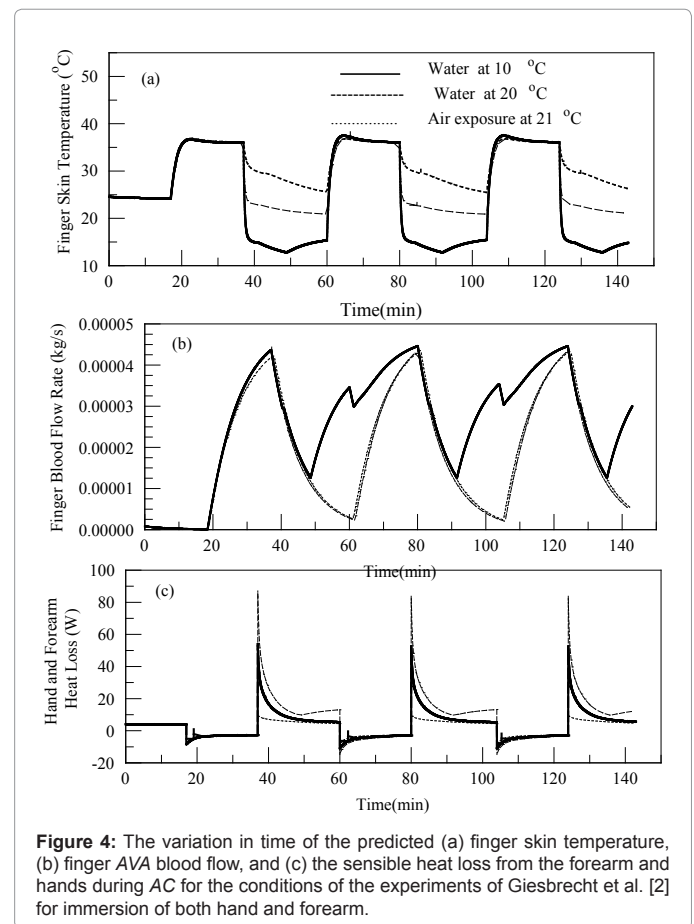 50
40
30
20
10
Finger Skin Temperature (°C)
(a)
Water at 10 °C
Water at 20 °C
Air exposure at 21 °C
0 20 40 60 80 100 120 140
Time(min)
0.00005
0.00004
0.00003
0.00002
0.00001
0.00000
Finger Blood Flow Rate (kg/s)
(b)
0 20 40 60 80 100 120 140
Time(min)
100
80
60
40
20
0
-20
Hand and Forearm
Heat Loss (W)
(c)
0 20 40 60 80 100 120 140
Time(min)
Figure 4: The variation in time of the predicted (a) finger skin temperature,
(b) finger AVA blood flow, and (c) the sensible heat loss from the forearm and
hands during AC for the conditions of the experiments of Giesbrecht et al. [2]
for immersion of both hand and forearm.